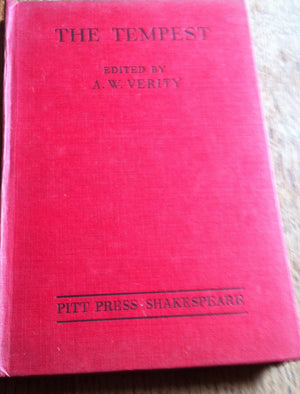 THE TEMPEST
EDITED BY
A. W. VERITY
PITT PRESS SHAKESPEARE